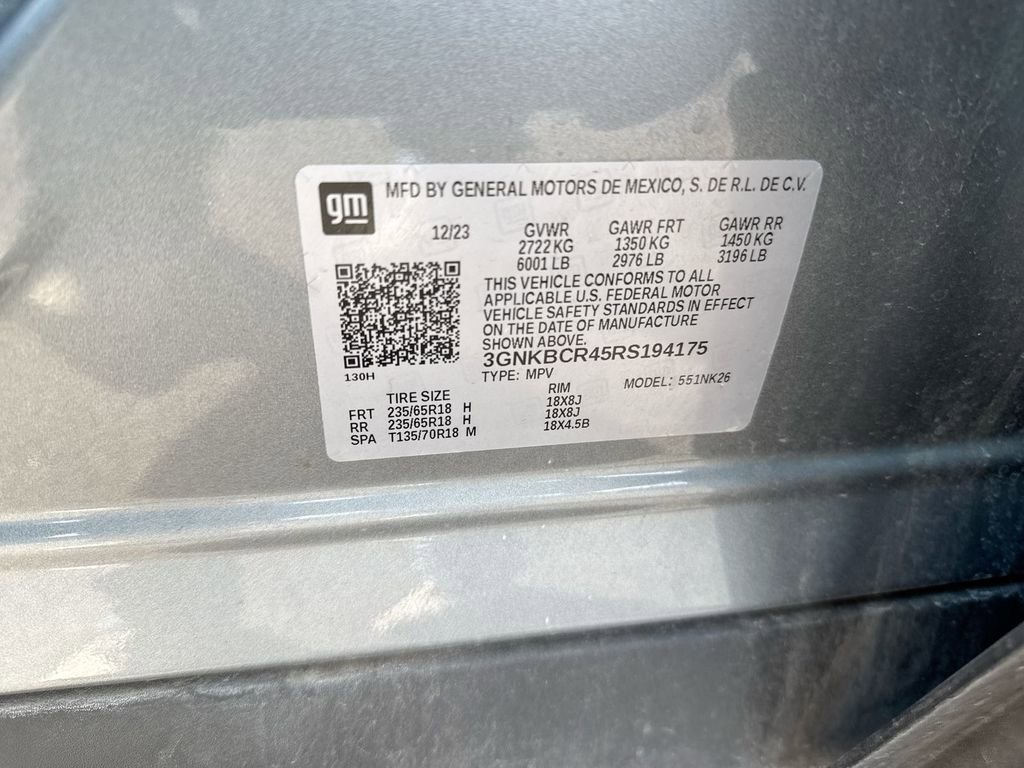 gm
MFD BY GENERAL MOTORS DE MEXICO, S. DE R.L. DE C.V.
12/23 GVWR GAWR FRT GAWR RR
2722 KG 1350 KG 1450 KG
6001 LB 2976 LB 3196 LB
THIS VEHICLE CONFORMS TO ALL
APPLICABLE U.S. FEDERAL MOTOR
VEHICLE SAFETY STANDARDS IN EFFECT
ON THE DATE OF MANUFACTURE
SHOWN ABOVE.
3GNKBCR45RS194175
130H
TYPE: MPV MODEL: 551NK26
TIRE SIZE RIM
FRT 235/65R18 H 18X8J
RR 235/65R18 H 18X8J
SPA T135/70R18 M 18X4.5B